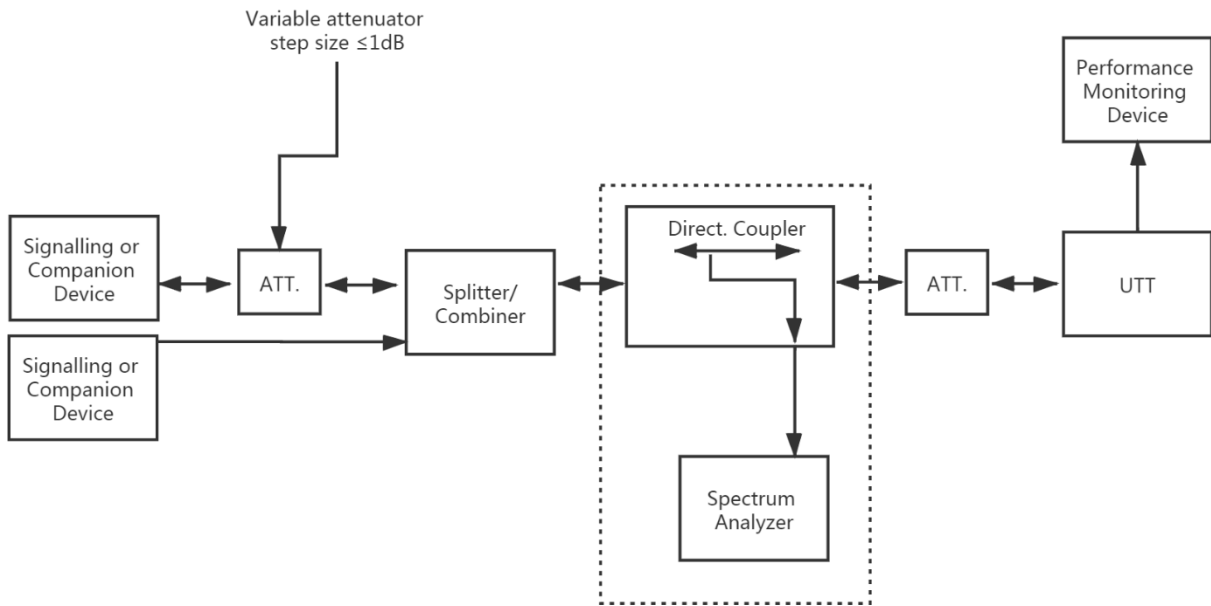 Variable attenuator
step size ≤1dB
Performance
Monitoring
Device
Signalling or
Companion
Device
ATT.
Splitter/
Combiner
Direct. Coupler
ATT.
UTT
Signalling or
Companion
Device
Spectrum
Analyzer